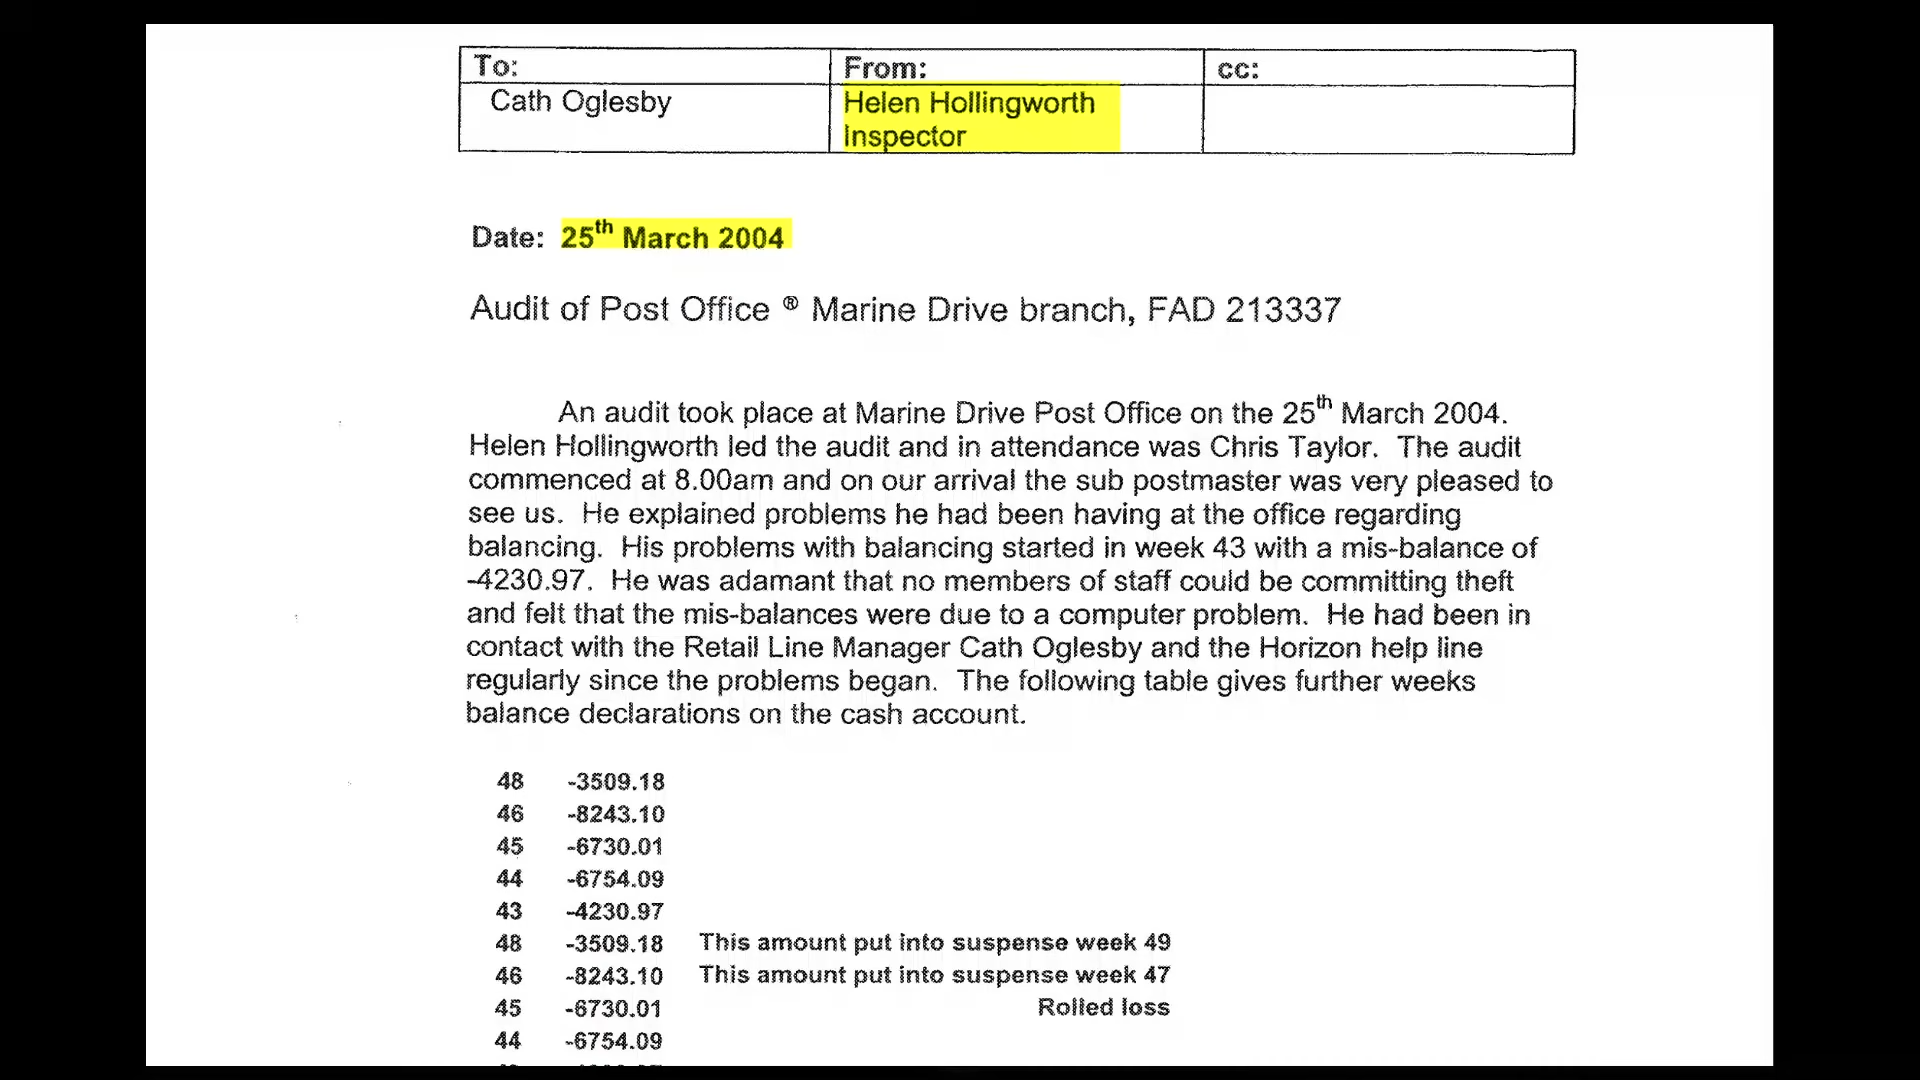 To: From: cc:
Cath Oglesby Helen Hollingworth
Inspector
Date: 25th March 2004
Audit of Post Office ® Marine Drive branch, FAD 213337
An audit took place at Marine Drive Post Office on the 25th March 2004.
Helen Hollingworth led the audit and in attendance was Chris Taylor. The audit
commenced at 8.00am and on our arrival the sub postmaster was very pleased to
see us. He explained problems he had been having at the office regarding
balancing. His problems with balancing started in week 43 with a mis-balance of
-4230.97. He was adamant that no members of staff could be committing theft
and felt that the mis-balances were due to a computer problem. He had been in
contact with the Retail Line Manager Cath Oglesby and the Horizon help line
regularly since the problems began. The following table gives further weeks
balance declarations on the cash account.
48 -3509.18
46 -8243.10
45 -6730.01
44 -6754.09
43 -4230.97
48 -3509.18 This amount put into suspense week 49
46 -8243.10 This amount put into suspense week 47
45 -6730.01 Rolled loss
44 -6754.09